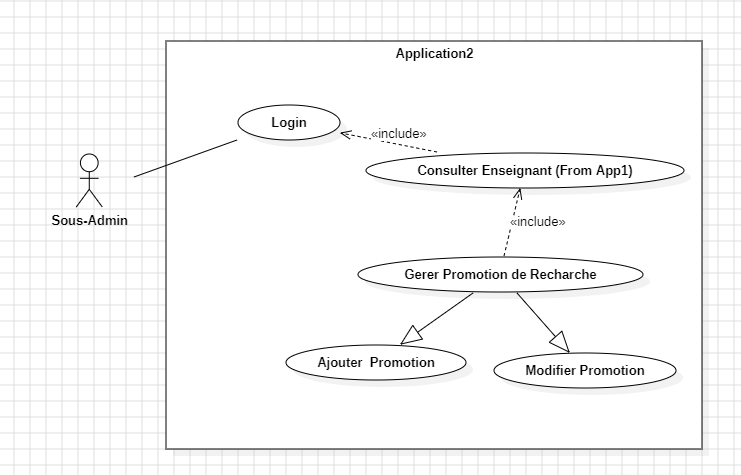 Application2
Login
«include»
Consulter Enseignant (From App1)
Sous-Admin
«include»
Gerer Promotion de Recharche
Ajouter  Promotion
Modifier Promotion